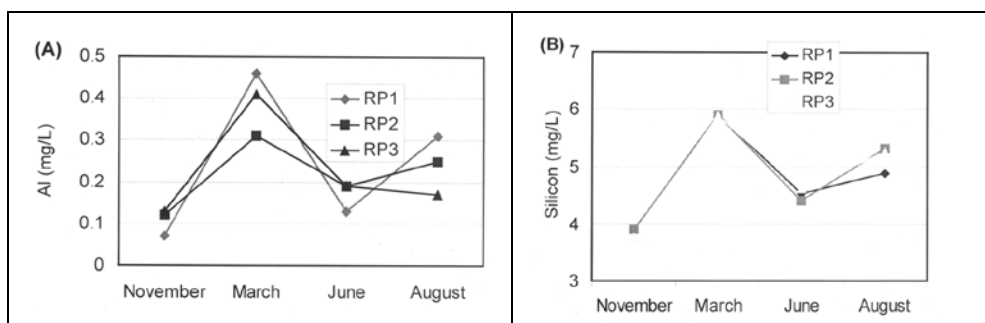 (A)
0.5
0.4
0.3
0.2
0.1
0
Al (mg/L)
RP1
RP2
RP3
November March June August
(B)
7
6
5
4
3
Silicon (mg/L)
RP1
RP2
RP3
November March June August